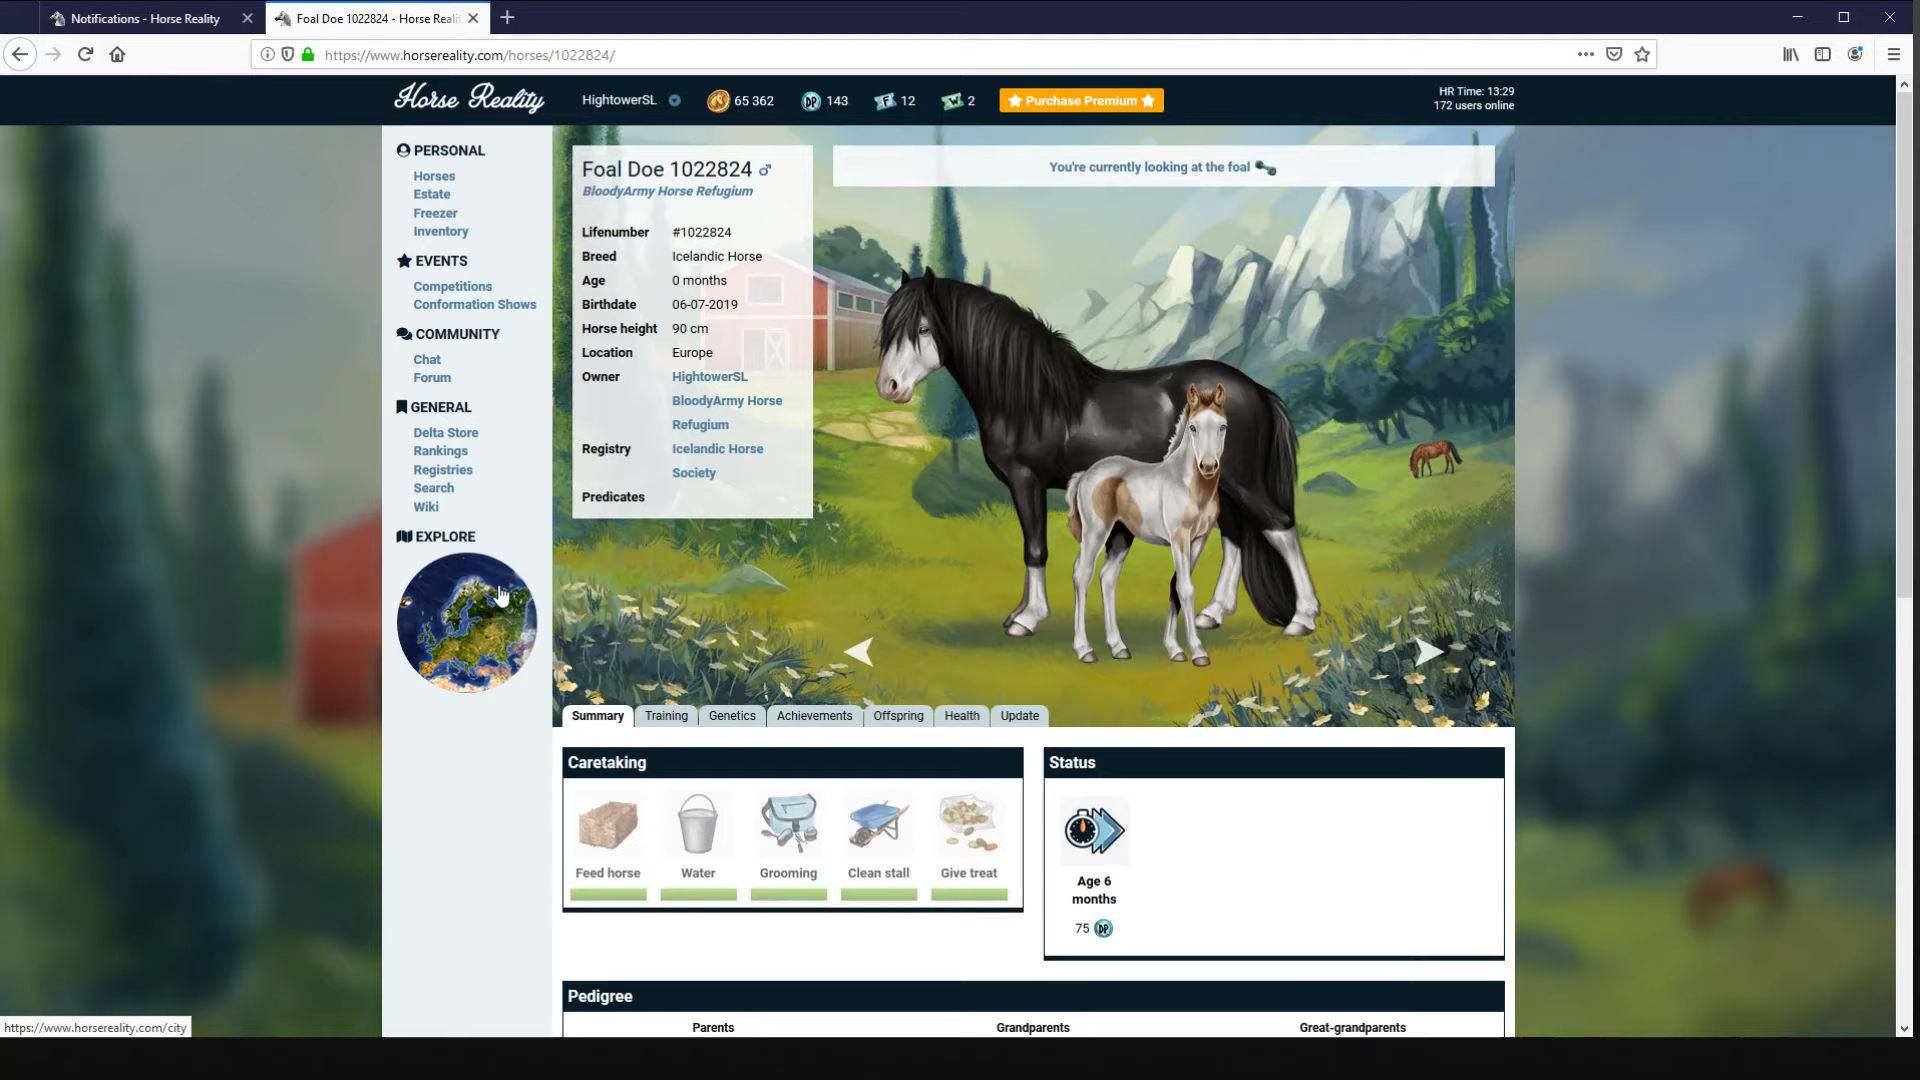 Notifications - Horse Reality
Foal Doe 1022824 - Horse Realit
https://www.horsereality.com/horses/1022824/
Horse Reality
HightowerSL
65 362
DP
143
F
12
2
Purchase Premium
HR Time: 13:29
172 users online
PERSONAL
Horses
Estate
Freezer
Inventory
EVENTS
Competitions
Conformation Shows
COMMUNITY
Chat
Forum
GENERAL
Delta Store
Rankings
Registries
Search
Wiki
EXPLORE
Foal Doe 1022824 ♂
BloodyArmy Horse Refugium
Lifenumber #1022824
Breed Icelandic Horse
Age 0 months
Birthdate 06-07-2019
Horse height 90 cm
Location Europe
Owner HightowerSL
BloodyArmy Horse
Refugium
Registry Icelandic Horse
Society
Predicates
You're currently looking at the foal
Summary Training Genetics Achievements Offspring Health Update
Caretaking
Feed horse Water Grooming Clean stall Give treat
Status
Age 6
months
75 DP
Pedigree
Parents Grandparents Great-grandparents
https://www.horsereality.com/city